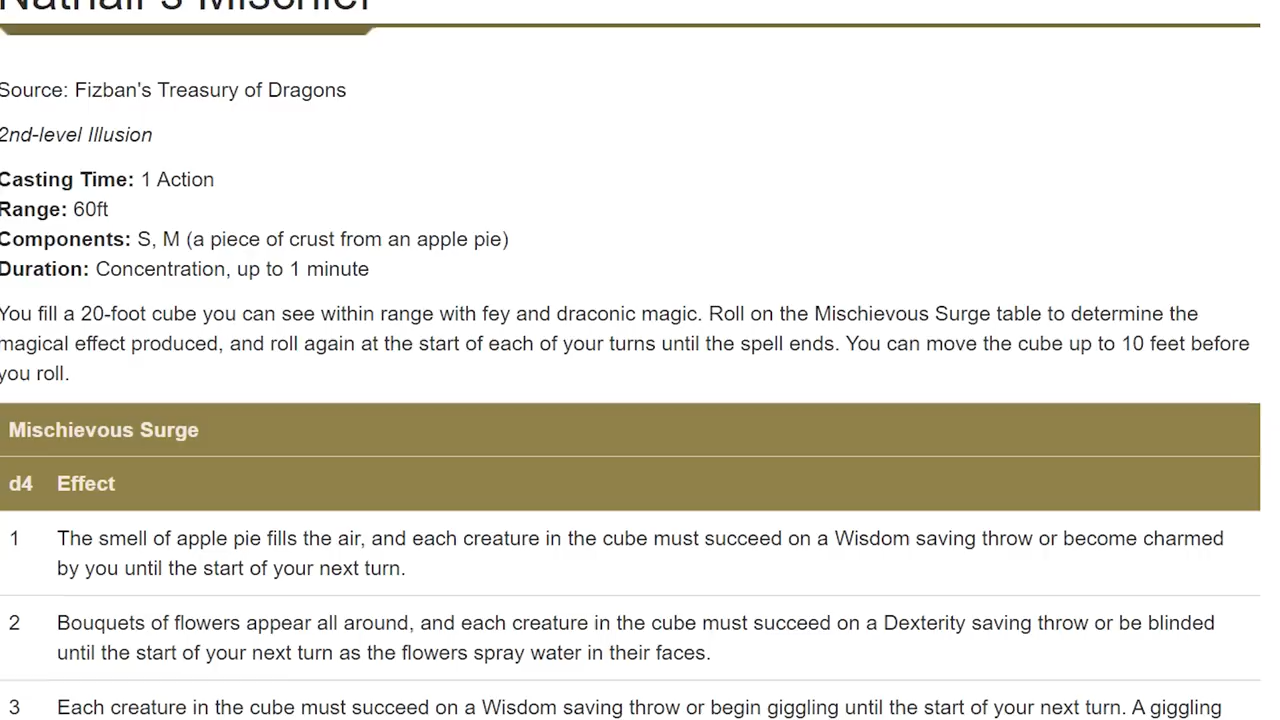 Nathair's Mischief
Source: Fizban's Treasury of Dragons
2nd-level Illusion
Casting Time: 1 Action
Range: 60ft
Components: S, M (a piece of crust from an apple pie)
Duration: Concentration, up to 1 minute
You fill a 20-foot cube you can see within range with fey and draconic magic. Roll on the Mischievous Surge table to determine the
magical effect produced, and roll again at the start of each of your turns until the spell ends. You can move the cube up to 10 feet before
you roll.
Mischievous Surge
d4 Effect
1 The smell of apple pie fills the air, and each creature in the cube must succeed on a Wisdom saving throw or become charmed
by you until the start of your next turn.
2 Bouquets of flowers appear all around, and each creature in the cube must succeed on a Dexterity saving throw or be blinded
until the start of your next turn as the flowers spray water in their faces.
3 Each creature in the cube must succeed on a Wisdom saving throw or begin giggling until the start of your next turn. A giggling